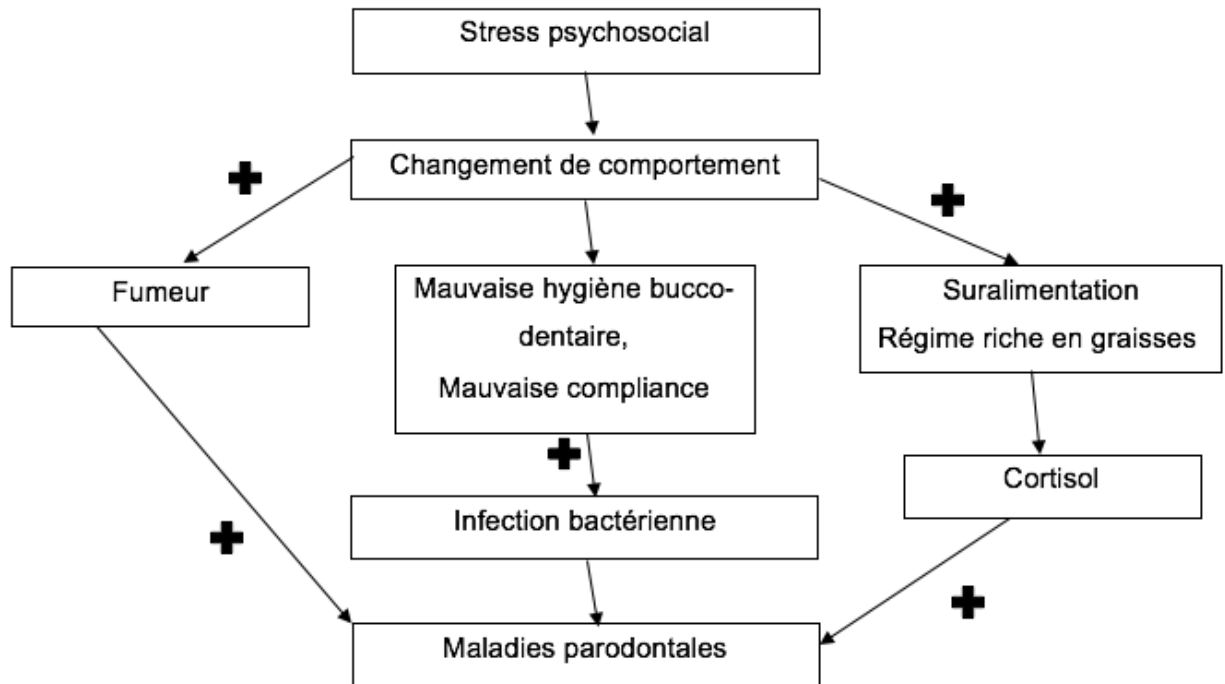 Stress psychosocial
Changement de comportement
Fumeur
Mauvaise hygiène bucco-
dentaire,
Mauvaise compliance
Suralimentation
Régime riche en graisses
Cortisol
Infection bactérienne
Maladies parodontales